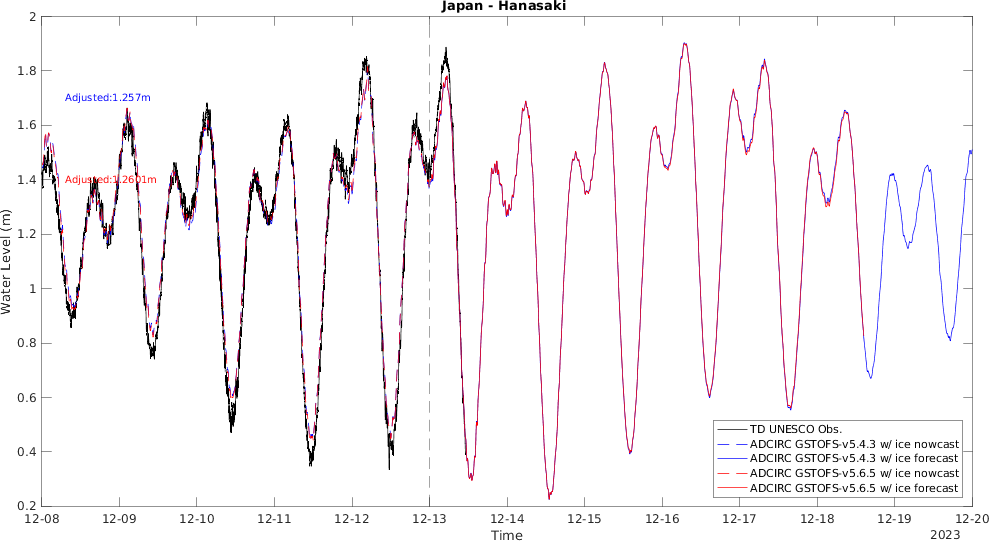 Japan - Hanasaki
2
1.8
1.6
1.4
1.2
1
0.8
0.6
0.4
0.2
Water Level (m)
Adjusted:1.257m
Adjusted:1.2601m
TD UNESCO Obs.
ADCIRC GSTOFS-v5.4.3 w/ ice nowcast
ADCIRC GSTOFS-v5.4.3 w/ ice forecast
ADCIRC GSTOFS-v5.6.5 w/ ice nowcast
ADCIRC GSTOFS-v5.6.5 w/ ice forecast
12-08 12-09 12-10 12-11 12-12 12-13 12-14 12-15 12-16 12-17 12-18 12-19 12-20
Time
2023